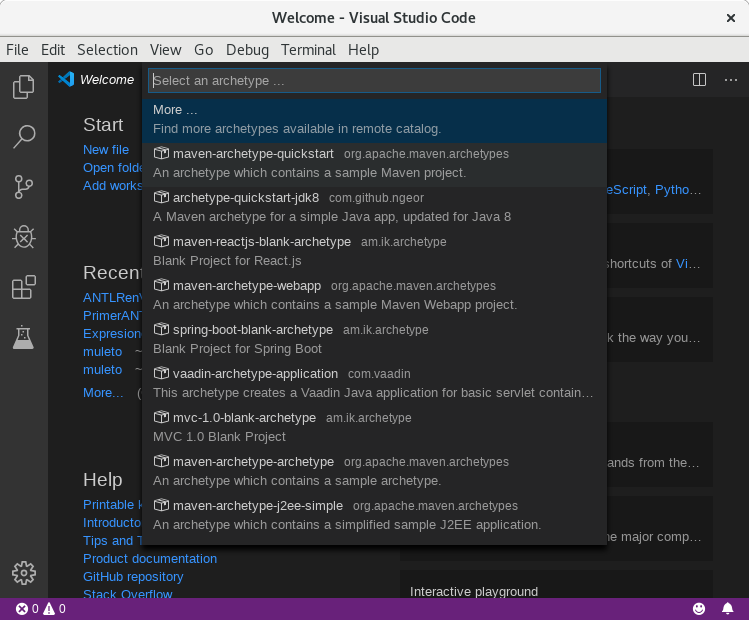 Welcome - Visual Studio Code
File Edit Selection View Go Debug Terminal Help
Welcome
Select an archetype ...
More ...
Find more archetypes available in remote catalog.
maven-archetype-quickstart org.apache.maven.archetypes
An archetype which contains a sample Maven project.
archetype-quickstart-jdk8 com.github.ngeor
A Maven archetype for a simple Java app, updated for Java 8
maven-reactjs-blank-archetype am.ik.archetype
Blank Project for React.js
maven-archetype-webapp org.apache.maven.archetypes
An archetype which contains a sample Maven Webapp project.
spring-boot-blank-archetype am.ik.archetype
Blank Project for Spring Boot
vaadin-archetype-application com.vaadin
This archetype creates a Vaadin Java application for basic servlet contain…
mvc-1.0-blank-archetype am.ik.archetype
MVC 1.0 Blank Project
maven-archetype-archetype org.apache.maven.archetypes
An archetype which contains a sample archetype.
maven-archetype-j2ee-simple org.apache.maven.archetypes
An archetype which contains a simplified sample J2EE application.
Start
New file
Open folde
Add works
Recent
ANTLRenV
PrimerANT
Expresion
muleto ~
muleto ~
More... (
Help
Printable k
Introducto
Tips and T
Product documentation
GitHub repository
Stack Overflow
eScript, Pytho…
shortcuts of Vi…
k the way you…
ands from the…
he major comp…
Interactive playground
0 0